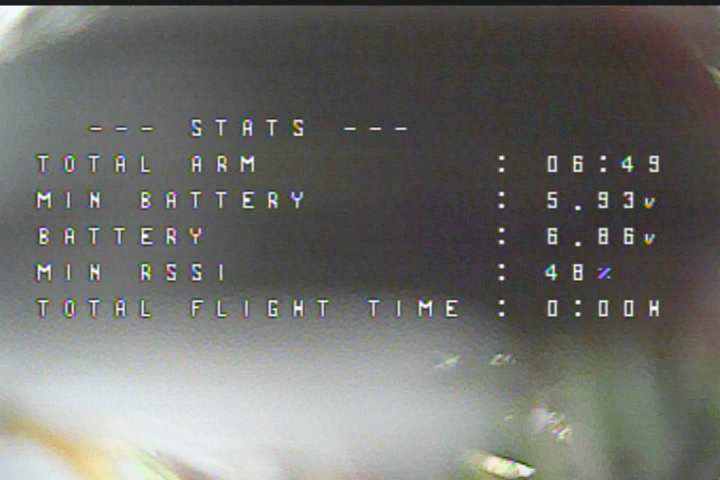 --- STATS ---
TOTAL ARM : 06:49
MIN BATTERY : 5.93v
BATTERY : 6.86v
MIN RSSI : 48%
TOTAL FLIGHT TIME : 0:00H